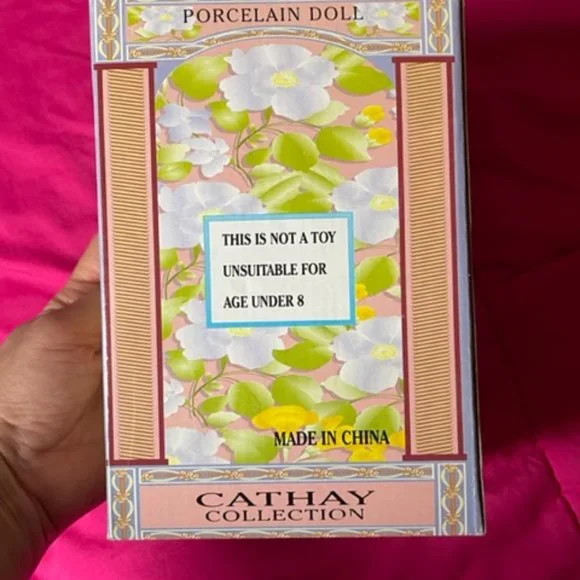 PORCELAIN DOLL
THIS IS NOT A TOY
UNSUITABLE FOR
AGE UNDER 8
MADE IN CHINA
CATHAY
COLLECTION